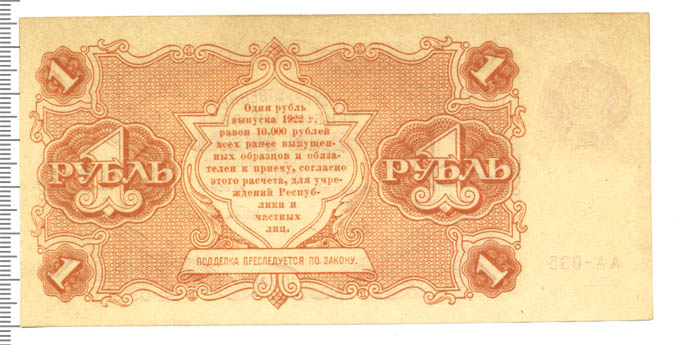 1
1
Один рубль
выпуска 1922 г.
равен 10.000 рублей
всех ранее выпущен-
ных образцов и обяза-
телен к приему, согласно
этого расчета, для учре-
ждений Респуб-
лики и
частных
лиц.
1 РУБЛЬ
1 РУБЛЬ
ПОДДЕЛКА ПРЕСЛЕДУЕТСЯ ПО ЗАКОНУ.
1
1
АА-035